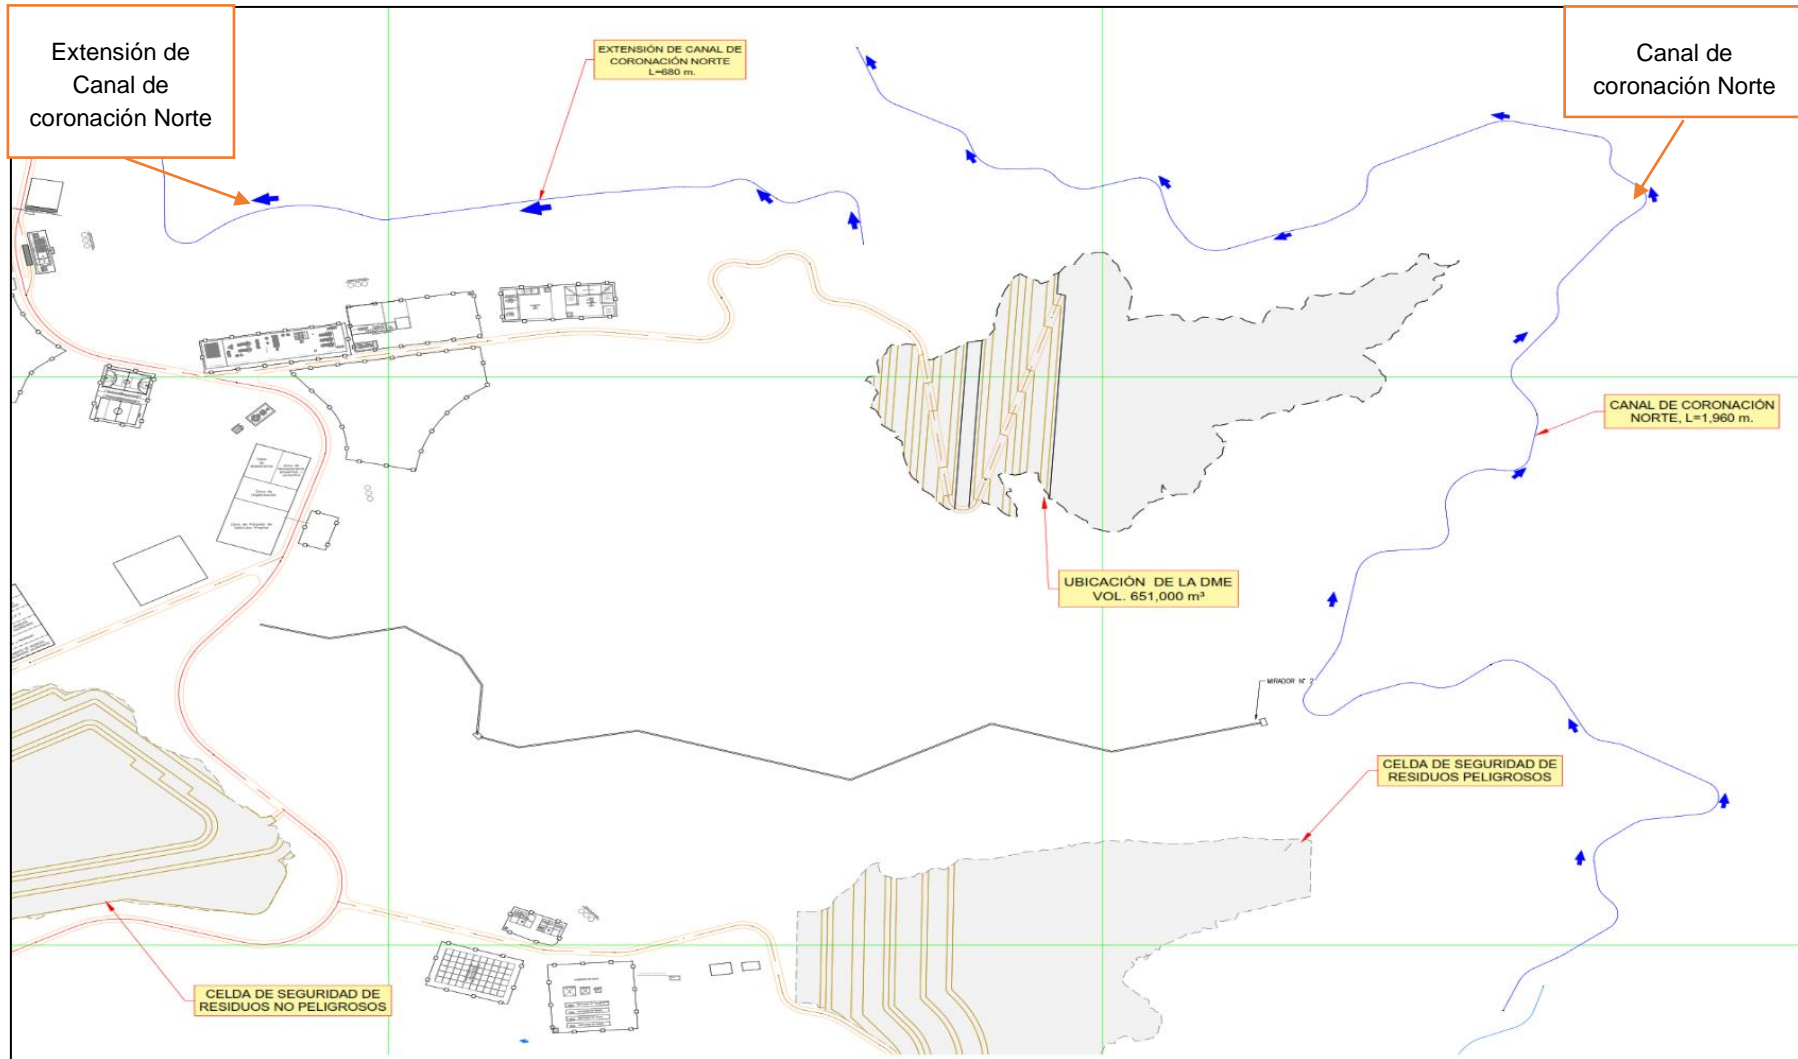 Extensión de
Canal de
coronación Norte
EXTENSIÓN DE CANAL DE
CORONACIÓN NORTE
L=680 m.
Canal de
coronación Norte
CANAL DE CORONACIÓN
NORTE, L=1,960 m.
UBICACIÓN DE LA DME
VOL. 651,000 m³
MIRADOR N° 2
CELDA DE SEGURIDAD DE
RESIDUOS PELIGROSOS
CELDA DE SEGURIDAD DE
RESIDUOS NO PELIGROSOS